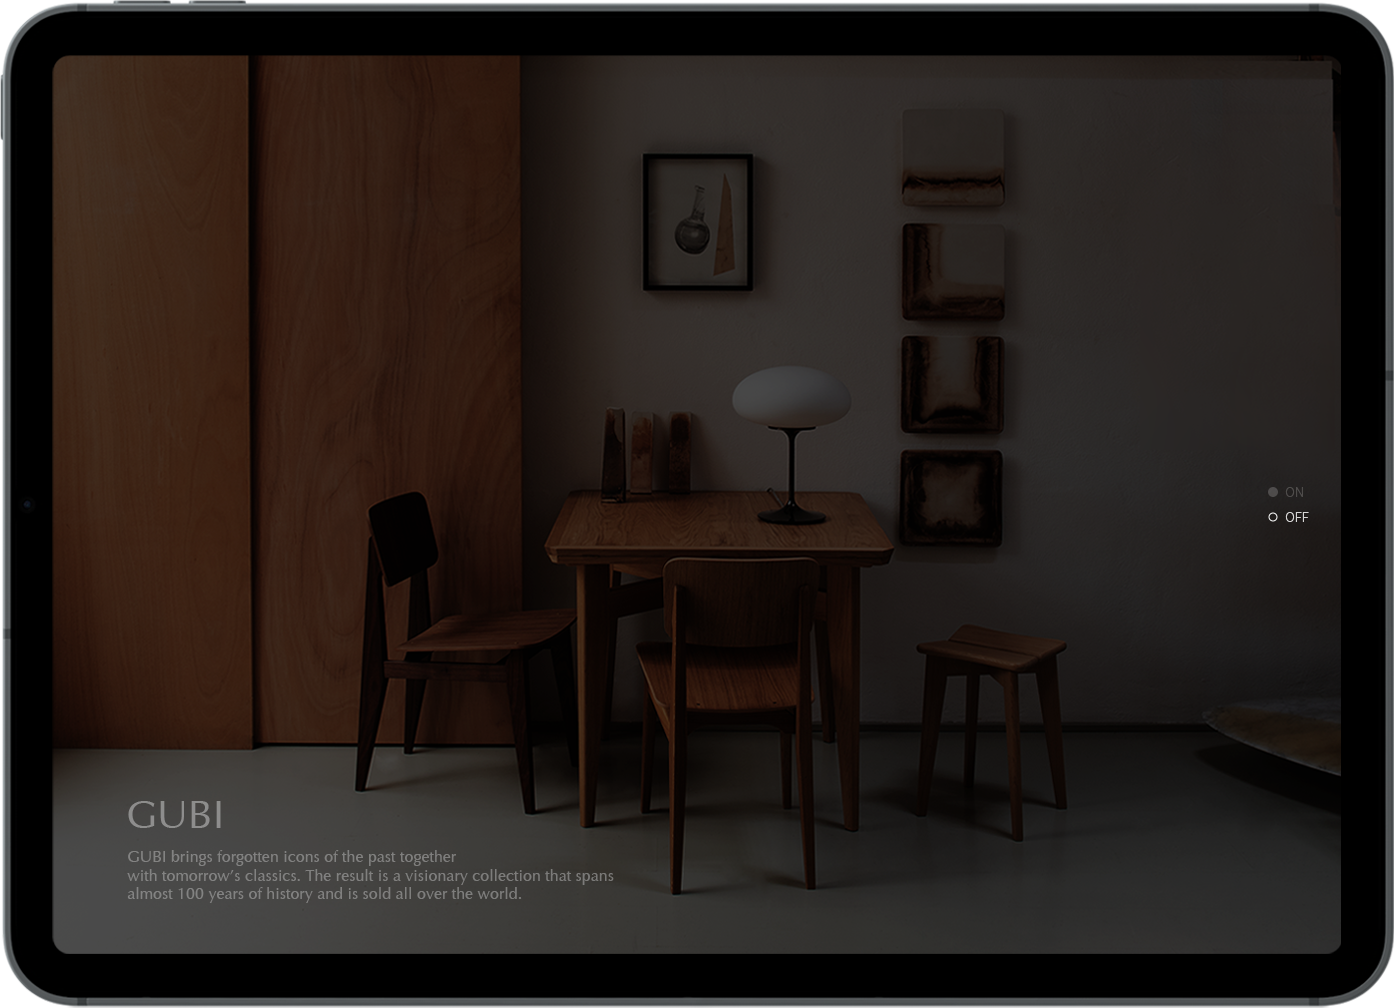 ON
OFF
GUBI
GUBI brings forgotten icons of the past together
with tomorrow's classics. The result is a visionary collection that spans
almost 100 years of history and is sold all over the world.